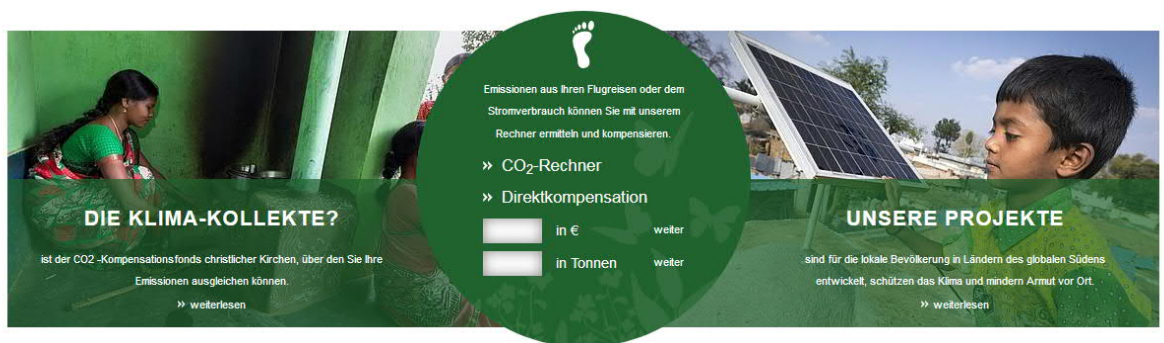 DIE KLIMA-KOLLEKTE?
ist der CO2 -Kompensationsfonds christlicher Kirchen, über den Sie Ihre
Emissionen ausgleichen können.
» weiterlesen
Emissionen aus Ihren Flugreisen oder dem
Stromverbrauch können Sie mit unserem
Rechner ermitteln und kompensieren.
» CO2-Rechner
» Direktkompensation
in € weiter
in Tonnen weiter
UNSERE PROJEKTE
sind für die lokale Bevölkerung in Ländern des globalen Südens
entwickelt, schützen das Klima und mindern Armut vor Ort.
» weiterlesen